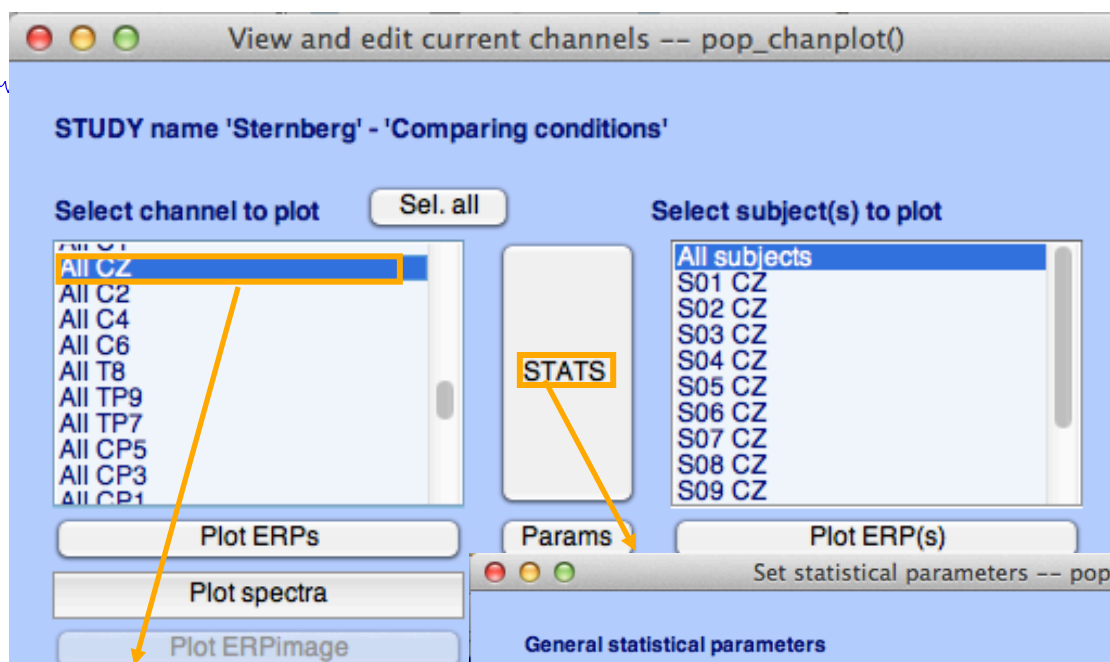 View and edit current channels -- pop_chanplot()
STUDY name 'Sternberg' - 'Comparing conditions'
Select channel to plot
Sel. all
Select subject(s) to plot
All C1
All CZ
All C2
All C4
All C6
All T8
All TP9
All TP7
All CP5
All CP3
All CP1
STATS
All subjects
S01 CZ
S02 CZ
S03 CZ
S04 CZ
S05 CZ
S06 CZ
S07 CZ
S08 CZ
S09 CZ
Plot ERPs
Params
Plot ERP(s)
Plot spectra
Plot ERPimage
Set statistical parameters -- pop
General statistical parameters